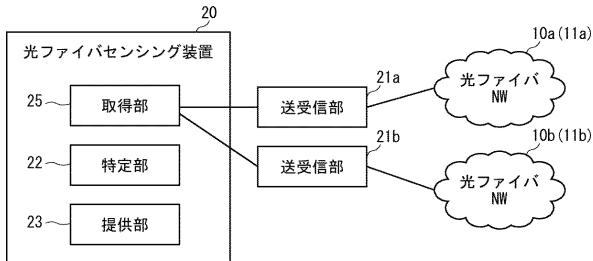 20
光ファイバセンシング装置
25
取得部
22
特定部
23
提供部
21a
送受信部
21b
送受信部
10a(11a)
光ファイバ
NW
10b(11b)
光ファイバ
NW